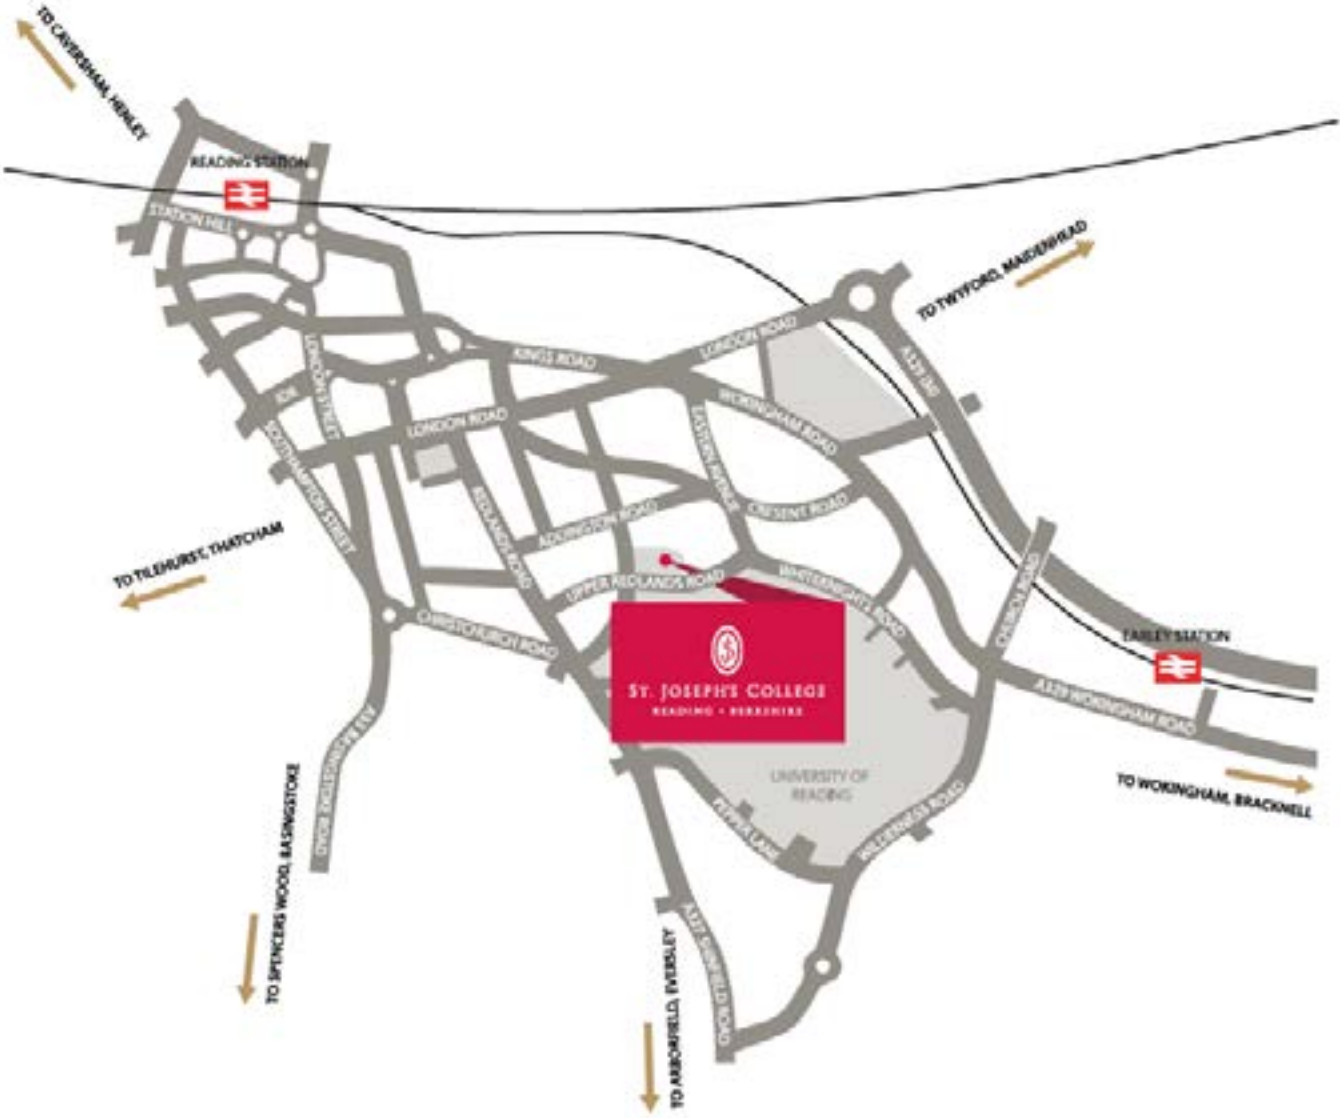 TO CAVERSHAM, HENLEY
READING STATION
STATION HILL
TO TWYFORD, MAIDENHEAD
LONDON ROAD
KINGS ROAD
A329 (M)
LONDON STREET
IDR
WOKINGHAM ROAD
LONDON ROAD
EASTERN AVENUE
SOUTHAMPTON STREET
REDLANDS ROAD
CRESENT ROAD
ADDINGTON ROAD
TO TILEHURST, THATCHAM
UPPER REDLANDS ROAD
WHITEKNIGHTS ROAD
CHURCH ROAD
CHRISTCHURCH ROAD
EARLEY STATION
ST. JOSEPH'S COLLEGE
READING • BERKSHIRE
A329 WOKINGHAM ROAD
A33 BASINGSTOKE ROAD
UNIVERSITY OF
READING
TO WOKINGHAM, BRACKNELL
PEPPER LANE
WILDERNESS ROAD
TO SPENCERS WOOD, BASINGSTOKE
A327 SHINFIELD ROAD
TO ARBORFIELD, EVERSLEY